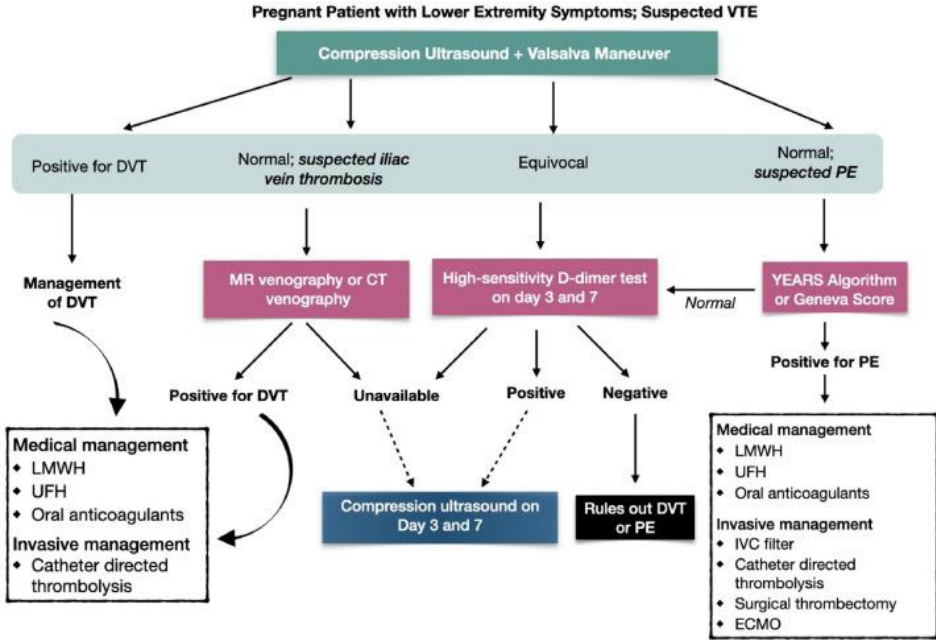 Pregnant Patient with Lower Extremity Symptoms; Suspected VTE
Compression Ultrasound + Valsalva Maneuver
Positive for DVT
Normal; suspected iliac
vein thrombosis
Equivocal
Normal;
suspected PE
Management
of DVT
MR venography or CT
venography
High-sensitivity D-dimer test
on day 3 and 7
Normal
YEARS Algorithm
or Geneva Score
Positive for DVT
Unavailable
Positive
Negative
Positive for PE
Medical management
◆ LMWH
◆ UFH
◆ Oral anticoagulants
Invasive management
◆ Catheter directed
thrombolysis
Compression ultrasound on
Day 3 and 7
Rules out DVT
or PE
Medical management
◆ LMWH
◆ UFH
◆ Oral anticoagulants
Invasive management
◆ IVC filter
◆ Catheter directed
thrombolysis
◆ Surgical thrombectomy
◆ ECMO